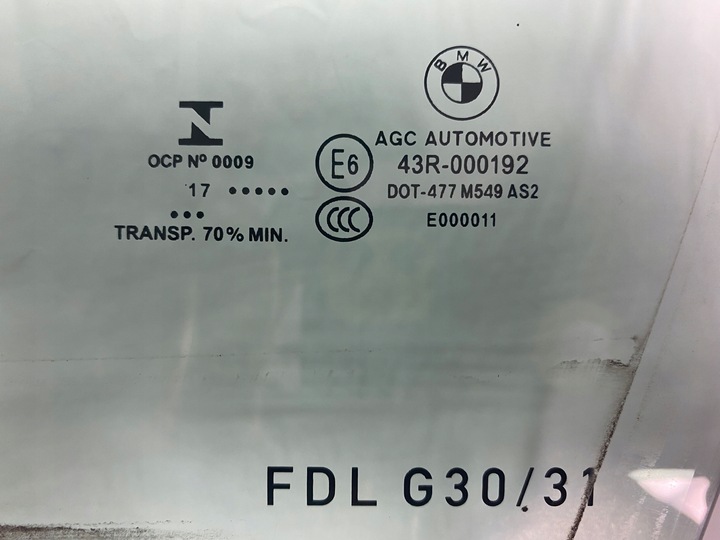 BMW
N
OCP Nº 0009
17 •••••
•••
TRANSP. 70% MIN.
E6
CCC
AGC AUTOMOTIVE
43R-000192
DOT-477 M549 AS2
E000011
FDL G30/31